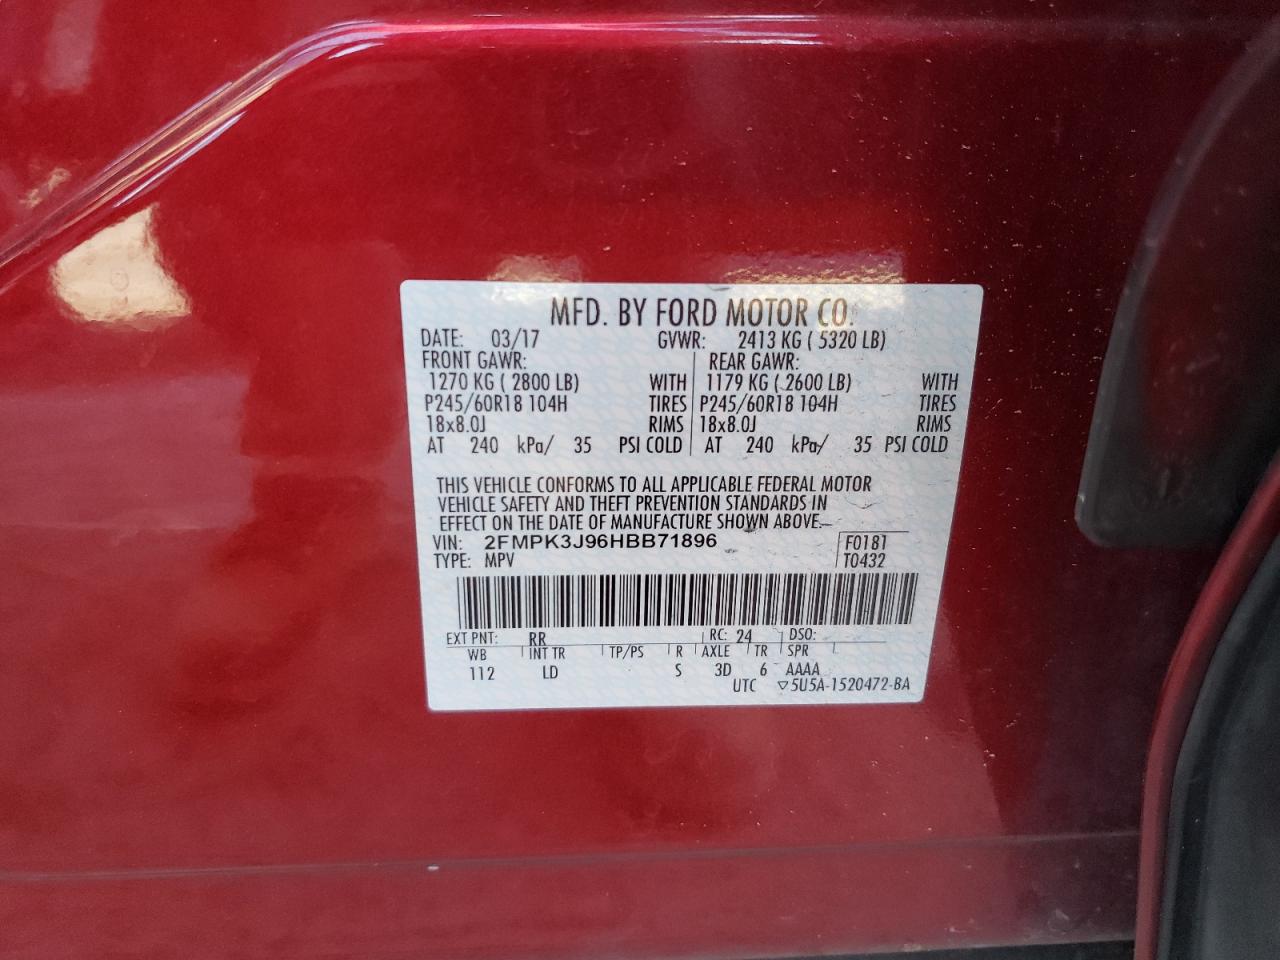 MFD. BY FORD MOTOR CO.
DATE: 03/17 GVWR: 2413 KG ( 5320 LB)
FRONT GAWR: REAR GAWR:
1270 KG ( 2800 LB) WITH 1179 KG ( 2600 LB) WITH
P245/60R18 104H TIRES P245/60R18 104H TIRES
18x8.0J RIMS 18x8.0J RIMS
AT 240 kPa/ 35 PSI COLD AT 240 kPa/ 35 PSI COLD
THIS VEHICLE CONFORMS TO ALL APPLICABLE FEDERAL MOTOR
VEHICLE SAFETY AND THEFT PREVENTION STANDARDS IN
EFFECT ON THE DATE OF MANUFACTURE SHOWN ABOVE.
VIN: 2FMPK3J96HBB71896 F0181
TYPE: MPV T0432
EXT PNT: RR RC: 24 DSO:
WB INT TR TP/PS R AXLE TR SPR
112 LD S 3D 6 AAAA
UTC ▽5U5A-1520472-BA